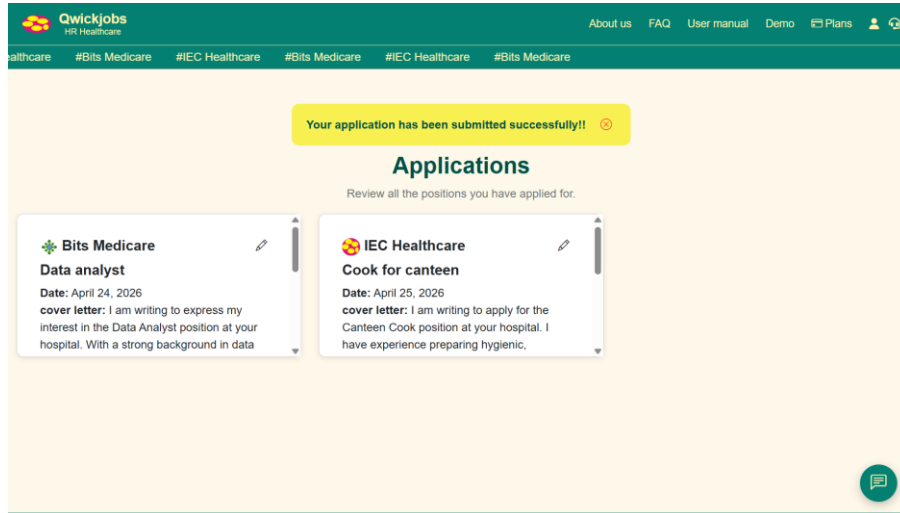 Qwickjobs
HR Healthcare
About us FAQ User manual Demo Plans
ealthcare #Bits Medicare #IEC Healthcare #Bits Medicare #IEC Healthcare #Bits Medicare
Your application has been submitted successfully!!
Applications
Review all the positions you have applied for.
Bits Medicare
Data analyst
Date: April 24, 2026
cover letter: I am writing to express my
interest in the Data Analyst position at your
hospital. With a strong background in data
IEC Healthcare
Cook for canteen
Date: April 25, 2026
cover letter: I am writing to apply for the
Canteen Cook position at your hospital. I
have experience preparing hygienic,